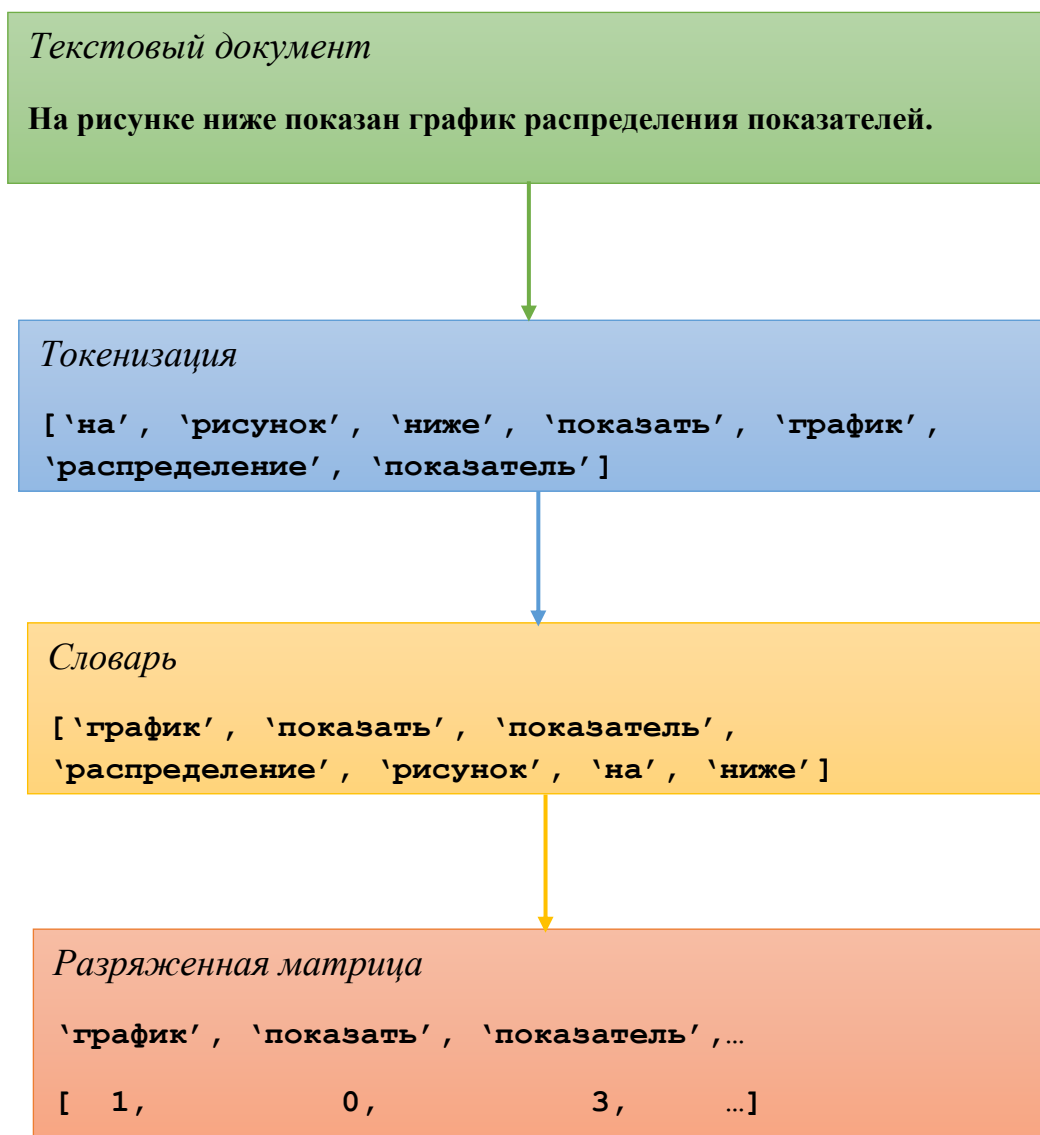 Текстовый документ
На рисунке ниже показан график распределения показателей.
Токенизация
[‘на’, ‘рисунок’, ‘ниже’, ‘показать’, ‘график’,
‘распределение’, ‘показатель’]
Словарь
[‘график’, ‘показать’, ‘показатель’,
‘распределение’, ‘рисунок’, ‘на’, ‘ниже’]
Разряженная матрица
‘график’, ‘показать’, ‘показатель’,…
[ 1, 0, 3, …]